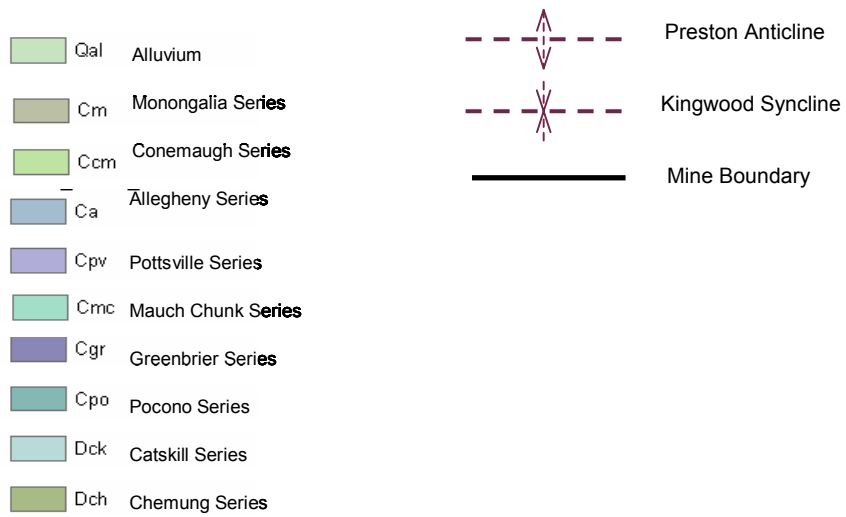 Qal Alluvium
Cm Monongalia Series
Ccm Conemaugh Series
Ca Allegheny Series
Cpv Pottsville Series
Cmc Mauch Chunk Series
Cgr Greenbrier Series
Cpo Pocono Series
Dck Catskill Series
Dch Chemung Series
Preston Anticline
Kingwood Syncline
Mine Boundary